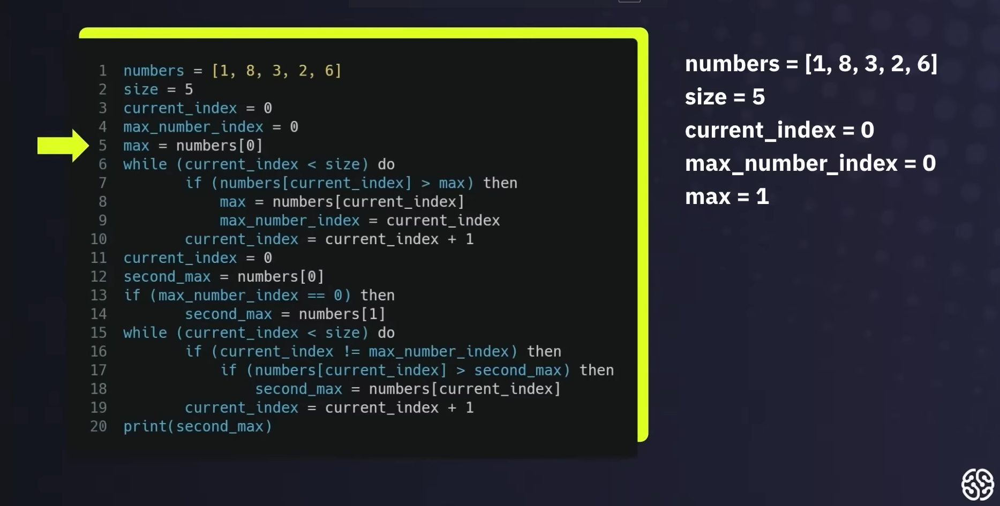 1 numbers = [1, 8, 3, 2, 6]
2 size = 5
3 current_index = 0
4 max_number_index = 0
5 max = numbers[0]
6 while (current_index < size) do
7 if (numbers[current_index] > max) then
8 max = numbers[current_index]
9 max_number_index = current_index
10 current_index = current_index + 1
11 current_index = 0
12 second_max = numbers[0]
13 if (max_number_index == 0) then
14 second_max = numbers[1]
15 while (current_index < size) do
16 if (current_index != max_number_index) then
17 if (numbers[current_index] > second_max) then
18 second_max = numbers[current_index]
19 current_index = current_index + 1
20 print(second_max)
numbers = [1, 8, 3, 2, 6]
size = 5
current_index = 0
max_number_index = 0
max = 1